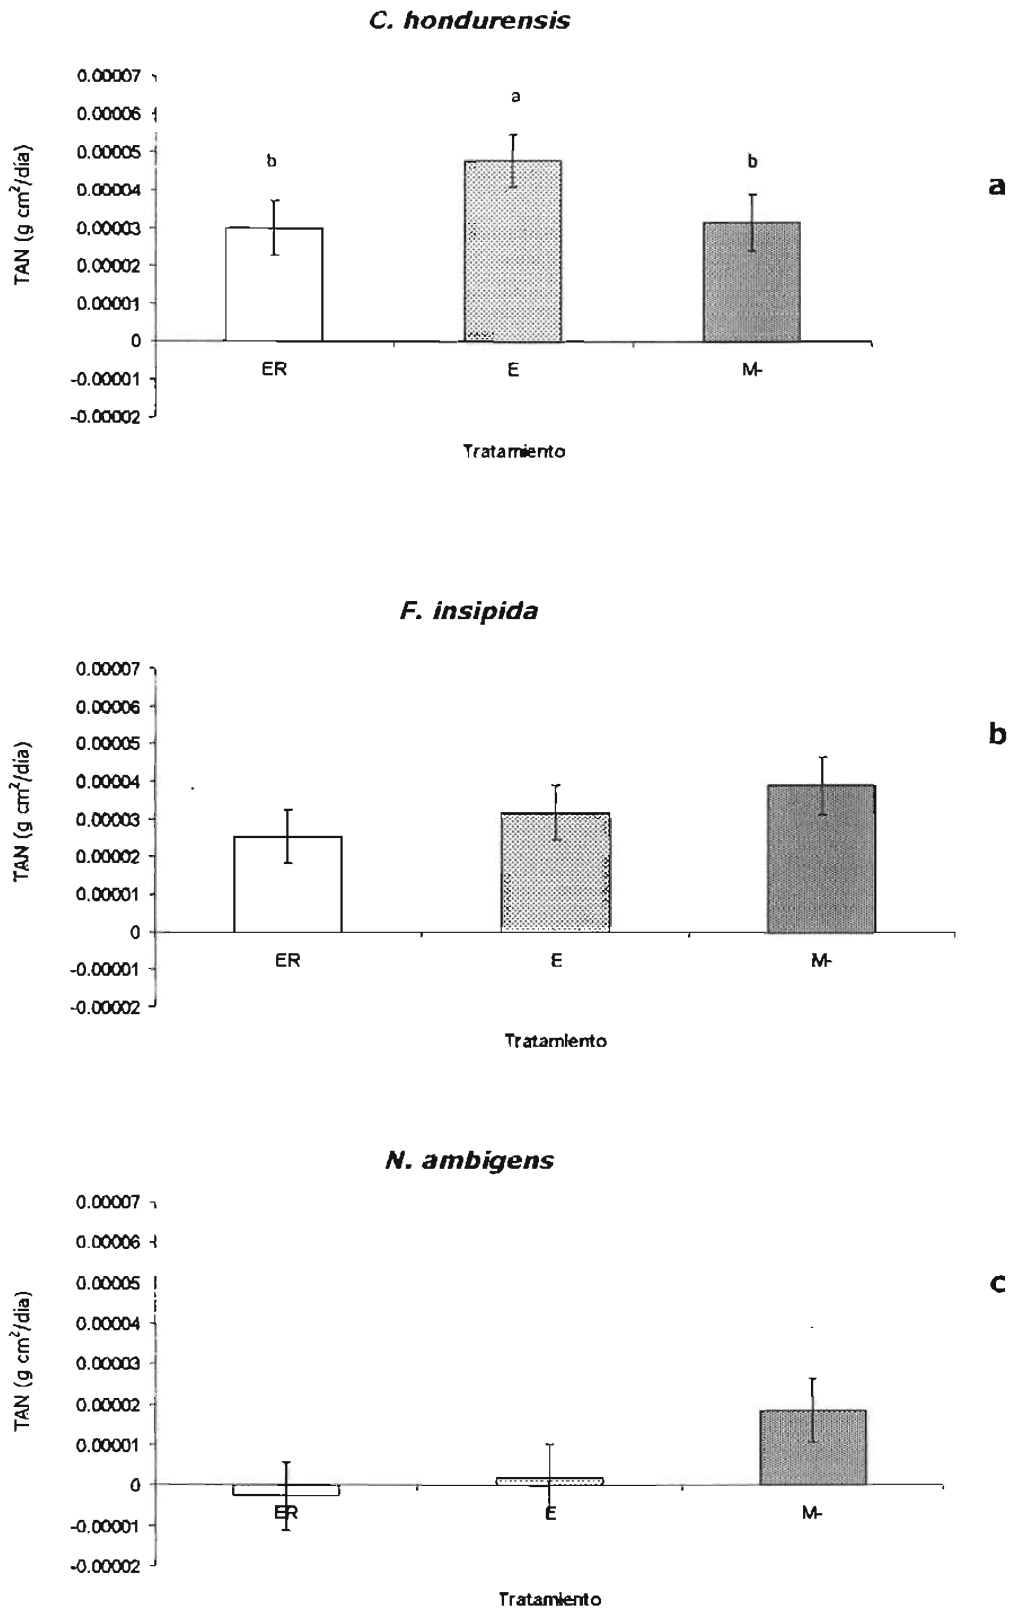 C. hondurensis
0.00007
0.00006
0.00005
0.00004
0.00003
0.00002
0.00001
0
-0.00001
-0.00002
TAN (g cm²/día)
b
a
b
ER
E
M-
Tratamiento
a
F. insipida
0.00007
0.00006
0.00005
0.00004
0.00003
0.00002
0.00001
0
-0.00001
-0.00002
TAN (g cm²/día)
ER
E
M-
Tratamiento
b
N. ambigens
0.00007
0.00006
0.00005
0.00004
0.00003
0.00002
0.00001
0
-0.00001
-0.00002
TAN (g cm²/día)
ER
E
M-
Tratamiento
c